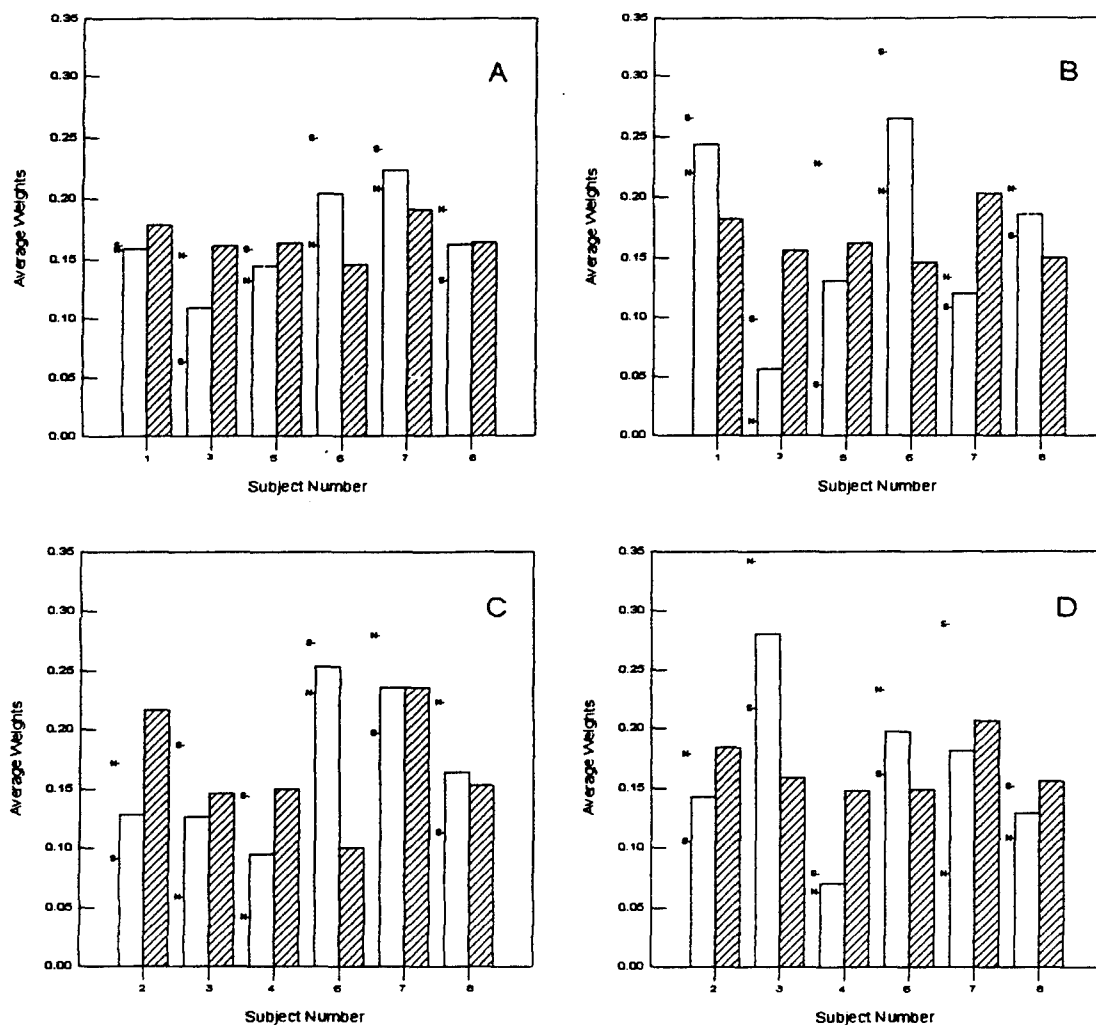 A
Average Weights
0.35
0.30
0.25
0.20
0.15
0.10
0.05
0.00
N-
S-
S-
N-
S-
N-
S-
N-
N-
S-
1 3 5 6 7 8
Subject Number
B
Average Weights
0.35
0.30
0.25
0.20
0.15
0.10
0.05
0.00
S-
N-
S-
N-
N-
S-
S-
N-
N-
S-
N-
S-
1 3 5 6 7 8
Subject Number
C
Average Weights
0.35
0.30
0.25
0.20
0.15
0.10
0.05
0.00
N-
S-
S-
N-
S-
N-
S-
N-
N-
S-
N-
S-
2 3 4 6 7 8
Subject Number
D
Average Weights
0.35
0.30
0.25
0.20
0.15
0.10
0.05
0.00
N-
S-
N-
S-
S-
N-
N-
S-
S-
N-
S-
N-
2 3 4 6 7 8
Subject Number